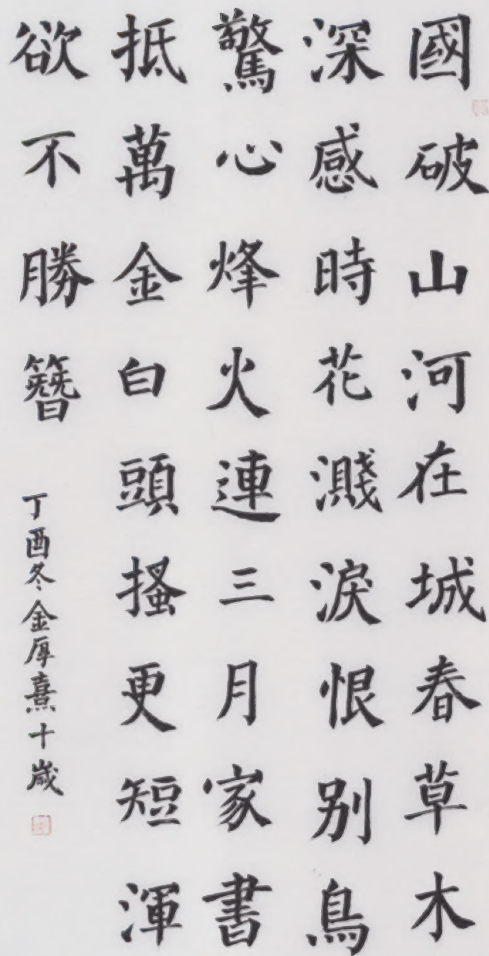 國破山河在城春草木
深感時花濺淚恨別鳥
驚心烽火連三月家書
抵萬金白頭搔更短渾
欲不勝簪
丁酉冬金厚熹十歲